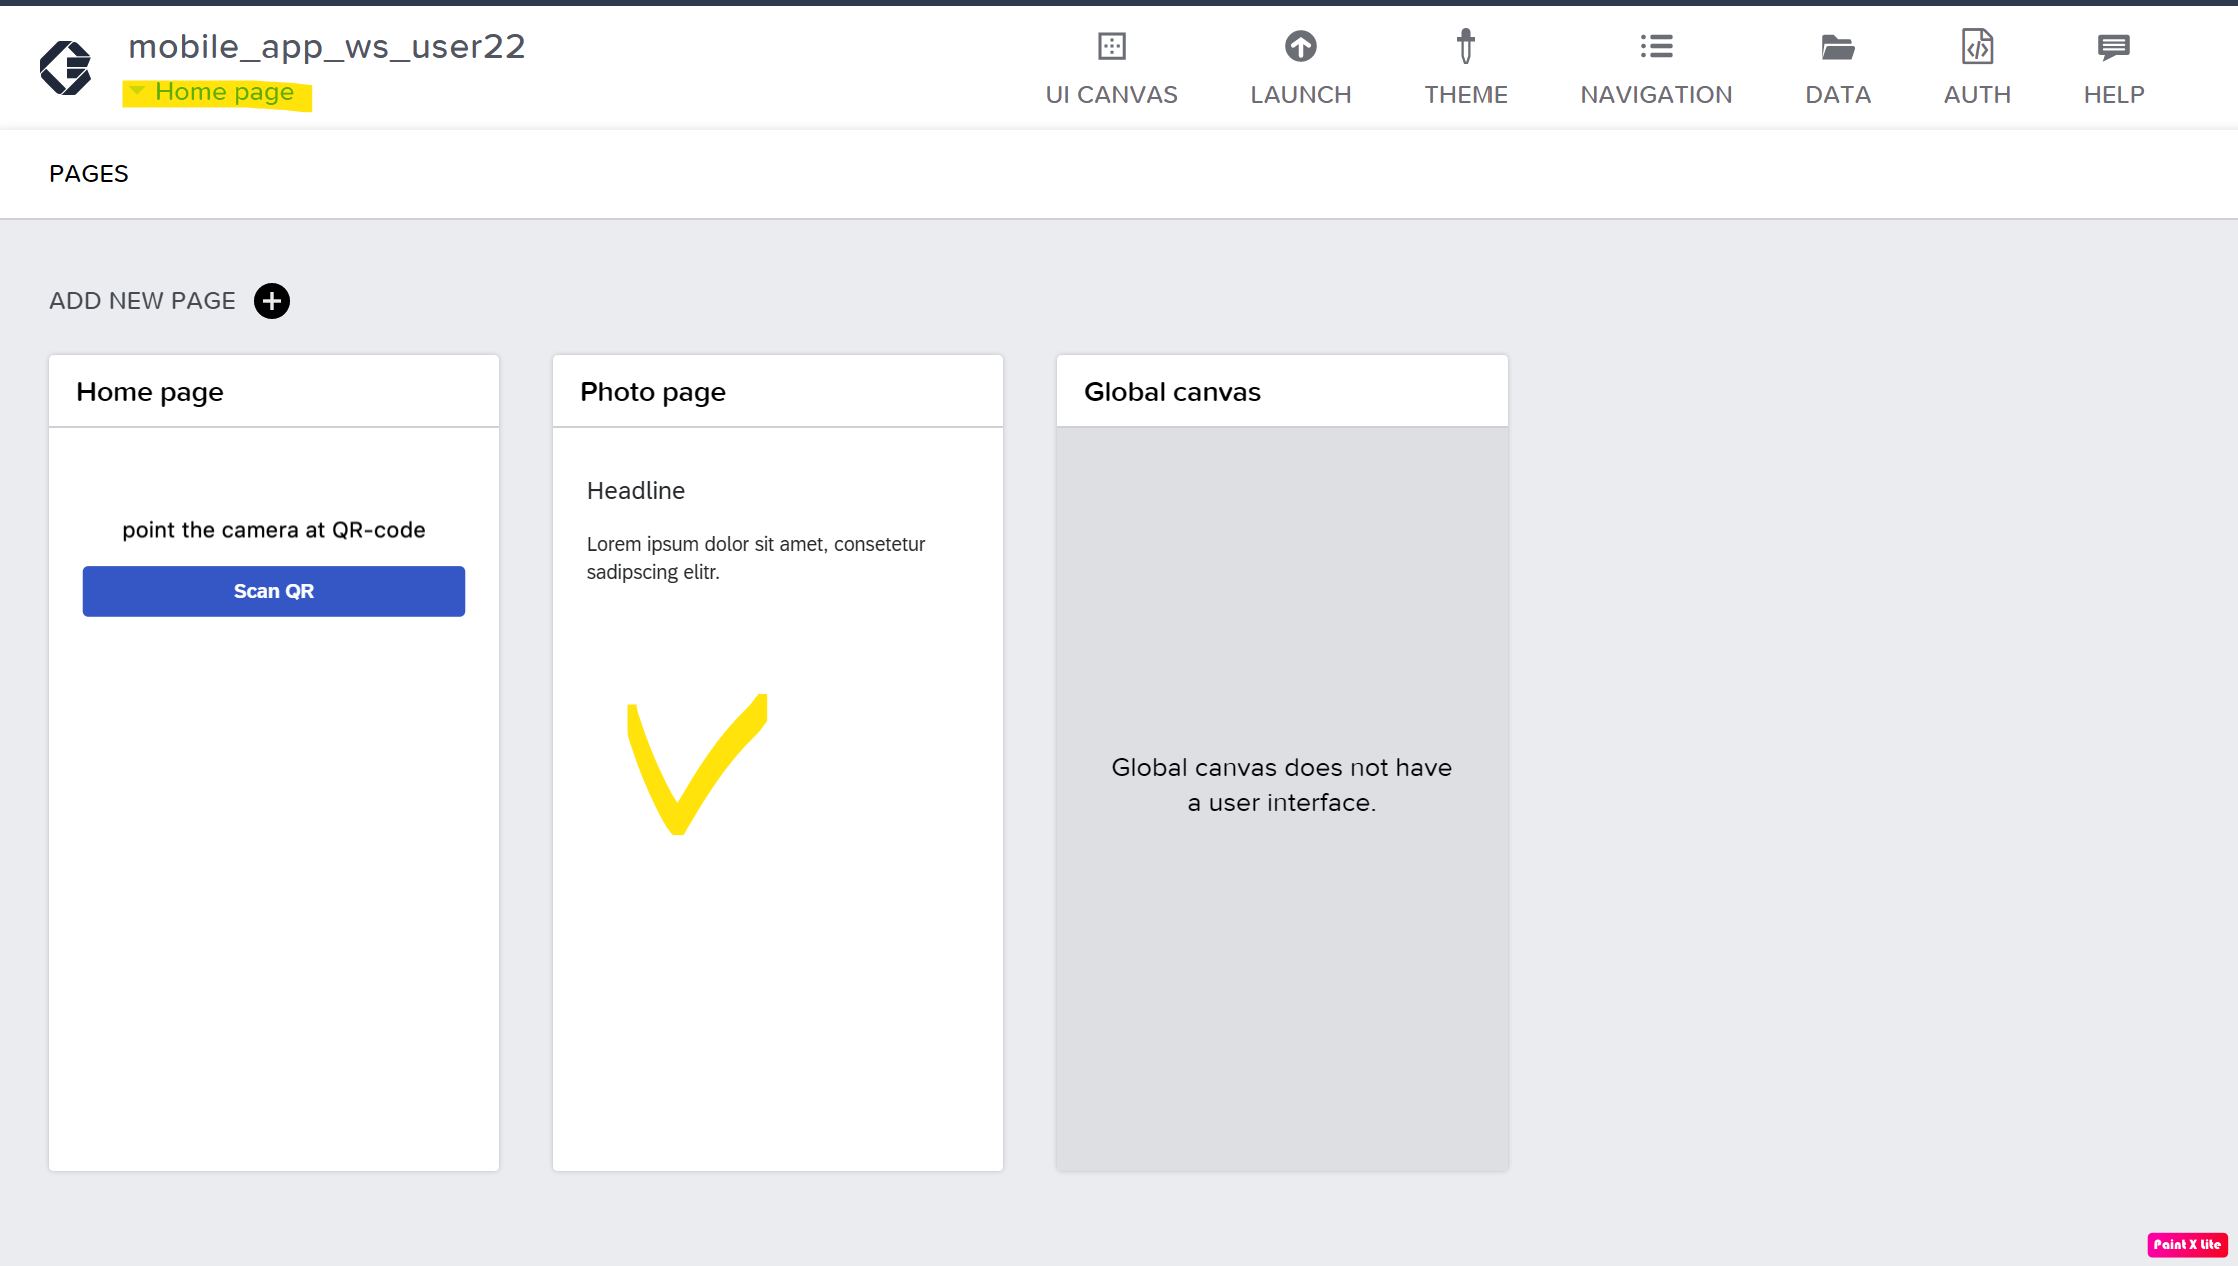 mobile_app_ws_user22
Home page
UI CANVAS
LAUNCH
THEME
NAVIGATION
DATA
AUTH
HELP
PAGES
ADD NEW PAGE
Home page
point the camera at QR-code
Scan QR
Photo page
Headline
Lorem ipsum dolor sit amet, consetetur
sadipscing elitr.
Global canvas
Global canvas does not have
a user interface.
Paint X Lite